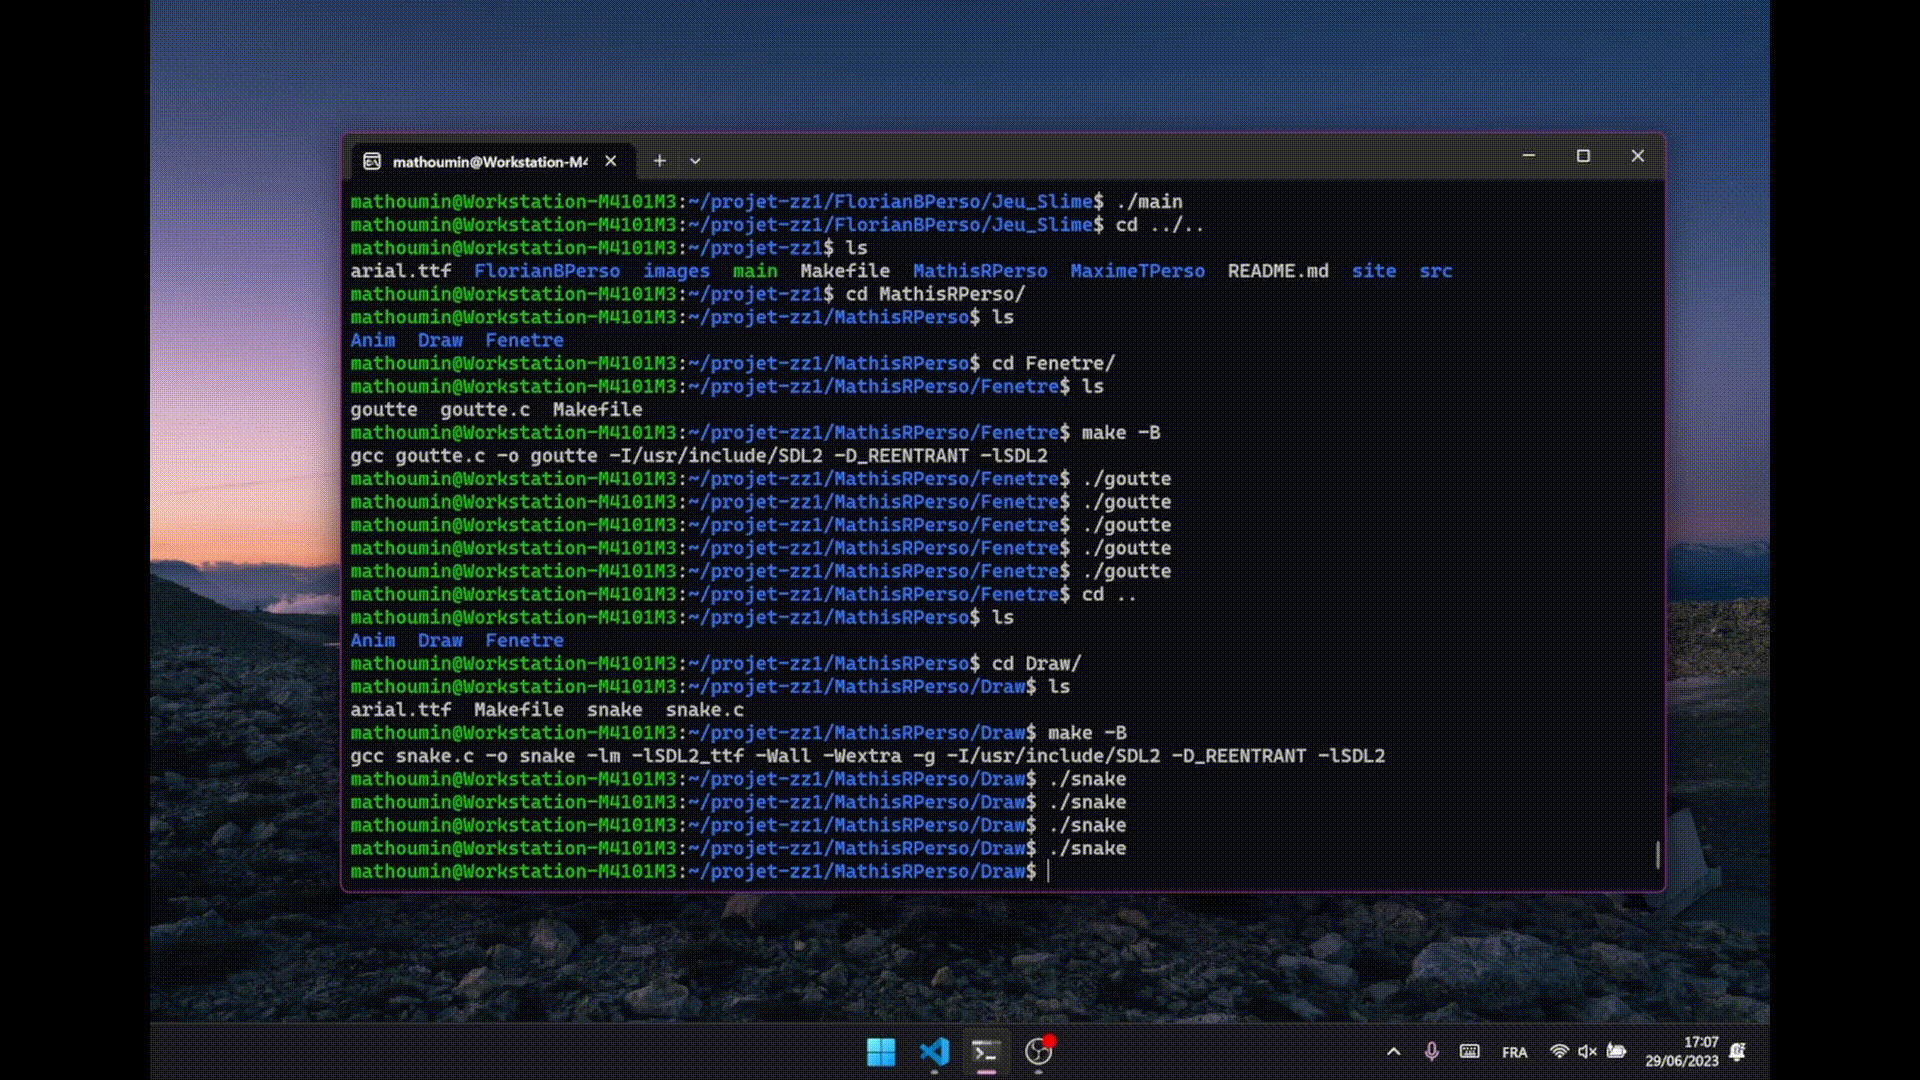 mathoumin@Workstation-M4
mathoumin@Workstation-M4101M3:~/projet-zz1/FlorianBPerso/Jeu_Slime$ ./main
mathoumin@Workstation-M4101M3:~/projet-zz1/FlorianBPerso/Jeu_Slime$ cd ../..
mathoumin@Workstation-M4101M3:~/projet-zz1$ ls
arial.ttf FlorianBPerso images main Makefile MathisRPerso MaximeTPerso README.md site src
mathoumin@Workstation-M4101M3:~/projet-zz1$ cd MathisRPerso/
mathoumin@Workstation-M4101M3:~/projet-zz1/MathisRPerso$ ls
Anim Draw Fenetre
mathoumin@Workstation-M4101M3:~/projet-zz1/MathisRPerso$ cd Fenetre/
mathoumin@Workstation-M4101M3:~/projet-zz1/MathisRPerso/Fenetre$ ls
goutte goutte.c Makefile
mathoumin@Workstation-M4101M3:~/projet-zz1/MathisRPerso/Fenetre$ make -B
gcc goutte.c -o goutte -I/usr/include/SDL2 -D_REENTRANT -lSDL2
mathoumin@Workstation-M4101M3:~/projet-zz1/MathisRPerso/Fenetre$ ./goutte
mathoumin@Workstation-M4101M3:~/projet-zz1/MathisRPerso/Fenetre$ ./goutte
mathoumin@Workstation-M4101M3:~/projet-zz1/MathisRPerso/Fenetre$ ./goutte
mathoumin@Workstation-M4101M3:~/projet-zz1/MathisRPerso/Fenetre$ ./goutte
mathoumin@Workstation-M4101M3:~/projet-zz1/MathisRPerso/Fenetre$ ./goutte
mathoumin@Workstation-M4101M3:~/projet-zz1/MathisRPerso/Fenetre$ cd ..
mathoumin@Workstation-M4101M3:~/projet-zz1/MathisRPerso$ ls
Anim Draw Fenetre
mathoumin@Workstation-M4101M3:~/projet-zz1/MathisRPerso$ cd Draw/
mathoumin@Workstation-M4101M3:~/projet-zz1/MathisRPerso/Draw$ ls
arial.ttf Makefile snake snake.c
mathoumin@Workstation-M4101M3:~/projet-zz1/MathisRPerso/Draw$ make -B
gcc snake.c -o snake -lm -lSDL2_ttf -Wall -Wextra -g -I/usr/include/SDL2 -D_REENTRANT -lSDL2
mathoumin@Workstation-M4101M3:~/projet-zz1/MathisRPerso/Draw$ ./snake
mathoumin@Workstation-M4101M3:~/projet-zz1/MathisRPerso/Draw$ ./snake
mathoumin@Workstation-M4101M3:~/projet-zz1/MathisRPerso/Draw$ ./snake
mathoumin@Workstation-M4101M3:~/projet-zz1/MathisRPerso/Draw$ ./snake
mathoumin@Workstation-M4101M3:~/projet-zz1/MathisRPerso/Draw$
FRA
17:07
29/06/2023